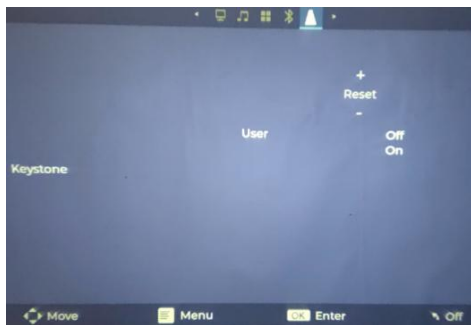 +
Reset
-
User
Off
On
Keystone
Move
Menu
OK Enter
Off